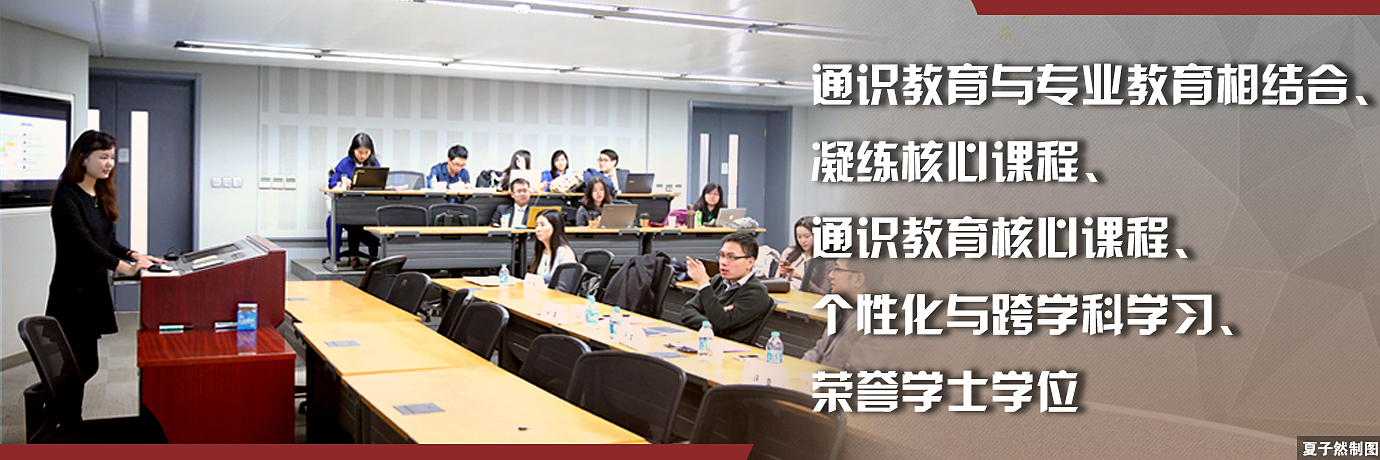 通识教育与专业教育相结合、
凝练核心课程、
通识教育核心课程、
个性化与跨学科学习、
荣誉学士学位
夏子然制图